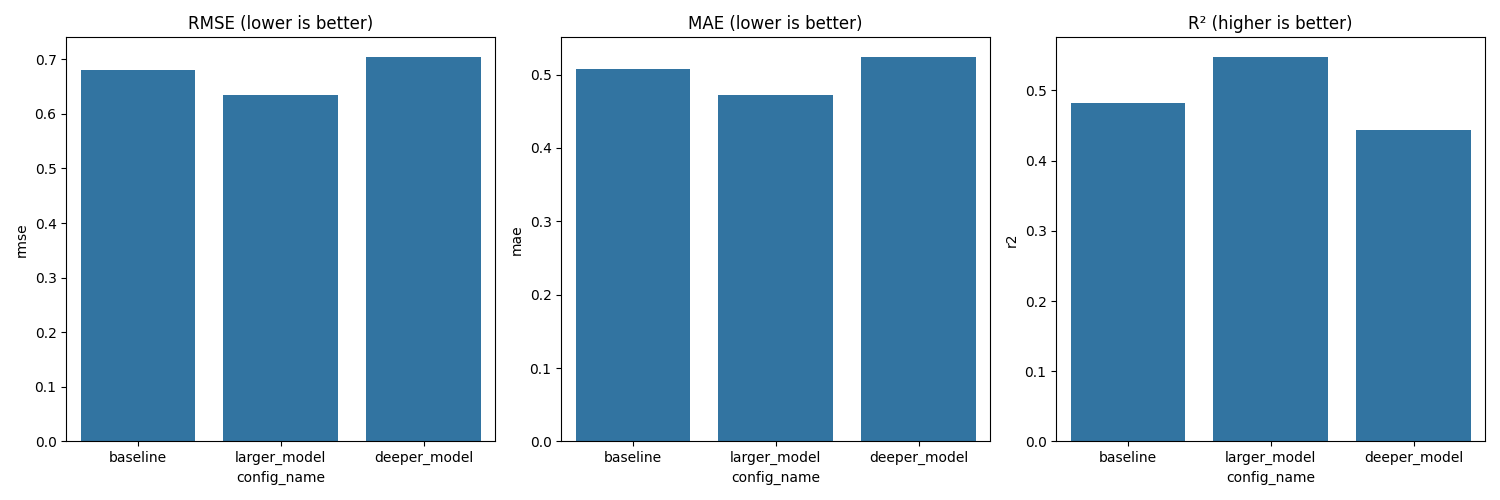 RMSE (lower is better)
rmse
0.7
0.6
0.5
0.4
0.3
0.2
0.1
0.0
baseline larger_model deeper_model
config_name
MAE (lower is better)
mae
0.5
0.4
0.3
0.2
0.1
0.0
baseline larger_model deeper_model
config_name
R² (higher is better)
r2
0.5
0.4
0.3
0.2
0.1
0.0
baseline larger_model deeper_model
config_name